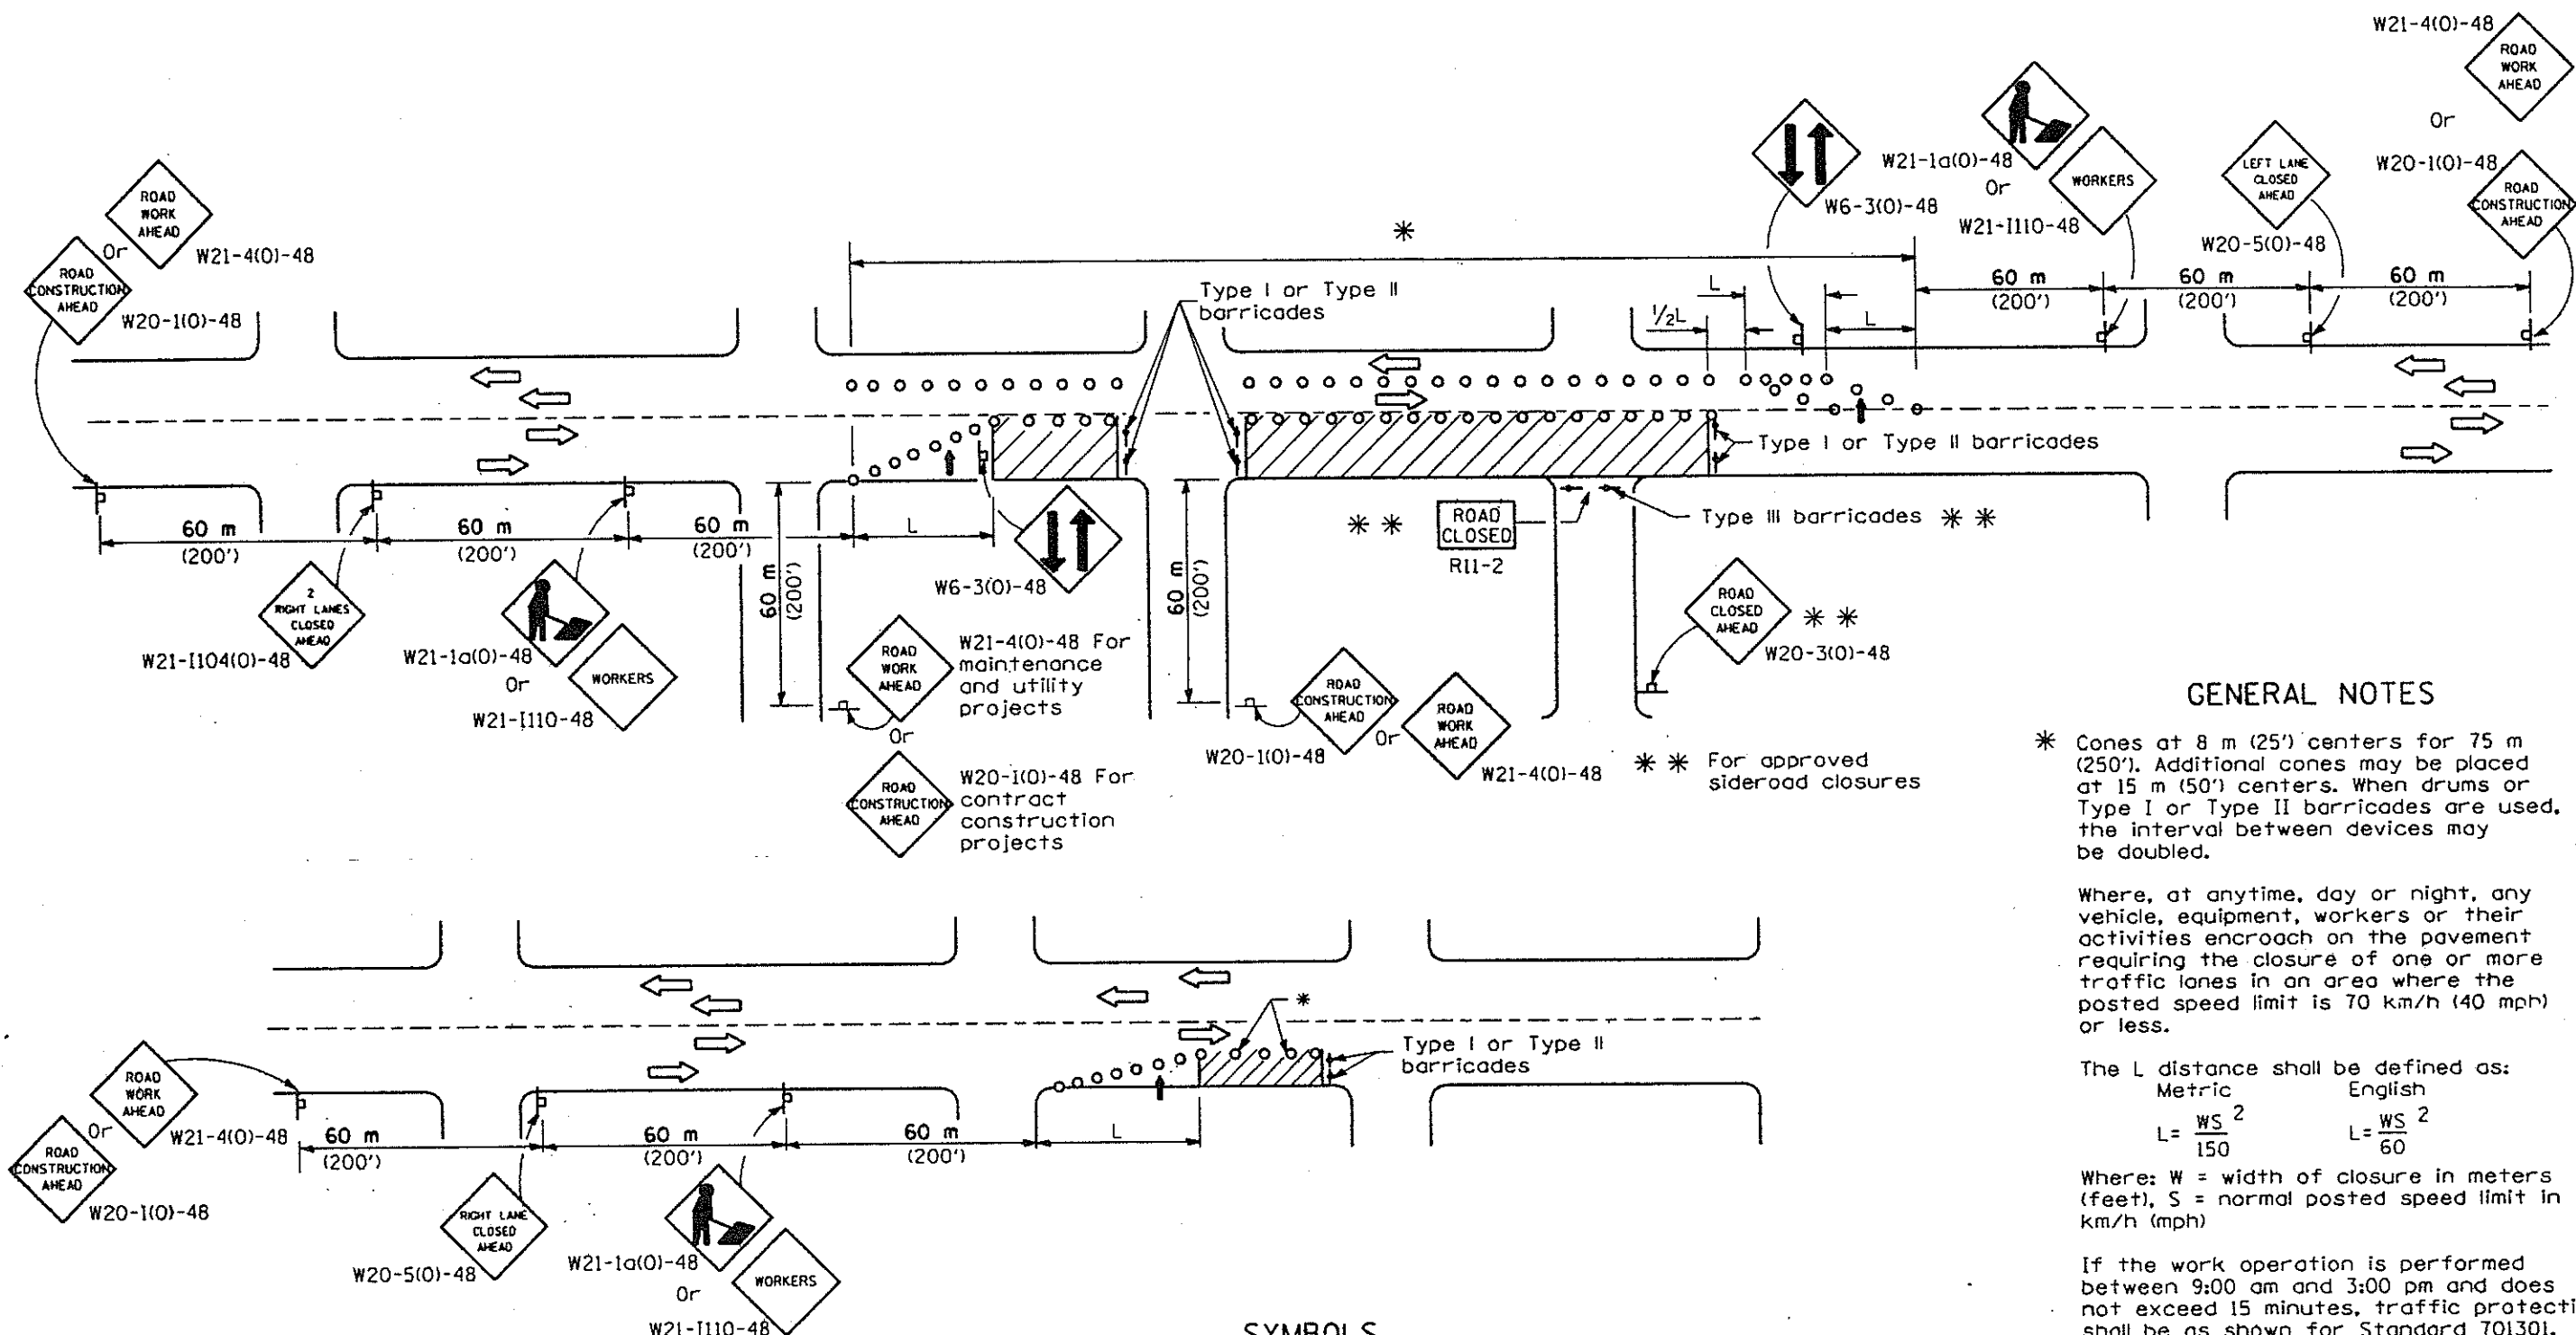 W21-4(O)-48
ROAD
WORK
AHEAD
Or
W20-1(O)-48
ROAD
CONSTRUCTION
AHEAD
LEFT LANE
CLOSED
AHEAD
W20-5(O)-48
W21-1a(O)-48
Or
WORKERS
W21-I110-48
W6-3(O)-48
ROAD
WORK
AHEAD
Or
W21-4(O)-48
ROAD
CONSTRUCTION
AHEAD
W20-1(O)-48
*
Type I or Type II
barricades
L
1/2L
L
60 m
(200')
60 m
(200')
60 m
(200')
Type I or Type II barricades
60 m
(200')
60 m
(200')
60 m
(200')
L
60 m
(200')
60 m
(200')
* *
ROAD
CLOSED
R11-2
Type III barricades * *
2
RIGHT LANES
CLOSED
AHEAD
W21-I104(O)-48
W21-1a(O)-48
Or
WORKERS
W21-I110-48
W6-3(O)-48
ROAD
WORK
AHEAD
W21-4(O)-48 For
maintenance
and utility
projects
Or
ROAD
CONSTRUCTION
AHEAD
W20-1(O)-48 For
contract
construction
projects
ROAD
CONSTRUCTION
AHEAD
W20-1(O)-48
Or
ROAD
WORK
AHEAD
W21-4(O)-48
ROAD
CLOSED
AHEAD
* *
W20-3(O)-48
* * For approved
sideroad closures
GENERAL NOTES
* Cones at 8 m (25') centers for 75 m
(250'). Additional cones may be placed
at 15 m (50') centers. When drums or
Type I or Type II barricades are used,
the interval between devices may
be doubled.
Where, at anytime, day or night, any
vehicle, equipment, workers or their
activities encroach on the pavement
requiring the closure of one or more
traffic lanes in an area where the
posted speed limit is 70 km/h (40 mph)
or less.
The L distance shall be defined as:
Metric English
L= WS 2 L= WS 2
150 60
Where: W = width of closure in meters
(feet), S = normal posted speed limit in
km/h (mph)
If the work operation is performed
between 9:00 am and 3:00 pm and does
not exceed 15 minutes, traffic protecti
shall be as shown for Standard 701301.
*
Type I or Type II
barricades
ROAD
WORK
AHEAD
Or
W21-4(O)-48
ROAD
CONSTRUCTION
AHEAD
W20-1(O)-48
60 m
(200')
60 m
(200')
60 m
(200')
L
RIGHT LANE
CLOSED
AHEAD
W20-5(O)-48
W21-1a(O)-48
Or
WORKERS
W21-I110-48
SYMBOLS